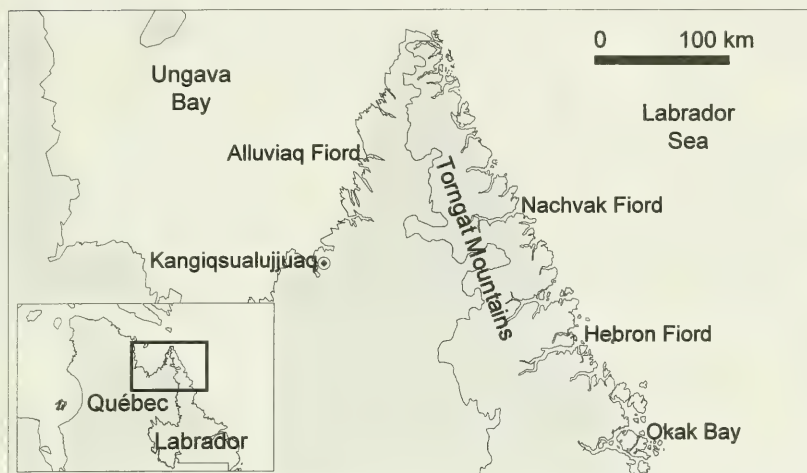 0 100 km
Ungava
Bay
Labrador
Sea
Alluviaq Fiord
Torngat Mountains
Nachvak Fiord
Kangiqsualujjuaq
Hebron Fiord
Québec
Labrador
Okak Bay